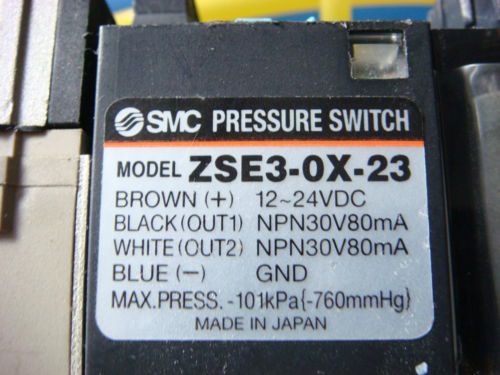 SMC PRESSURE SWITCH
MODEL ZSE3-0X-23
BROWN (+) 12~24VDC
BLACK(OUT1) NPN30V80mA
WHITE(OUT2) NPN30V80mA
BLUE (-) GND
MAX.PRESS. -101kPa{-760mmHg}
MADE IN JAPAN